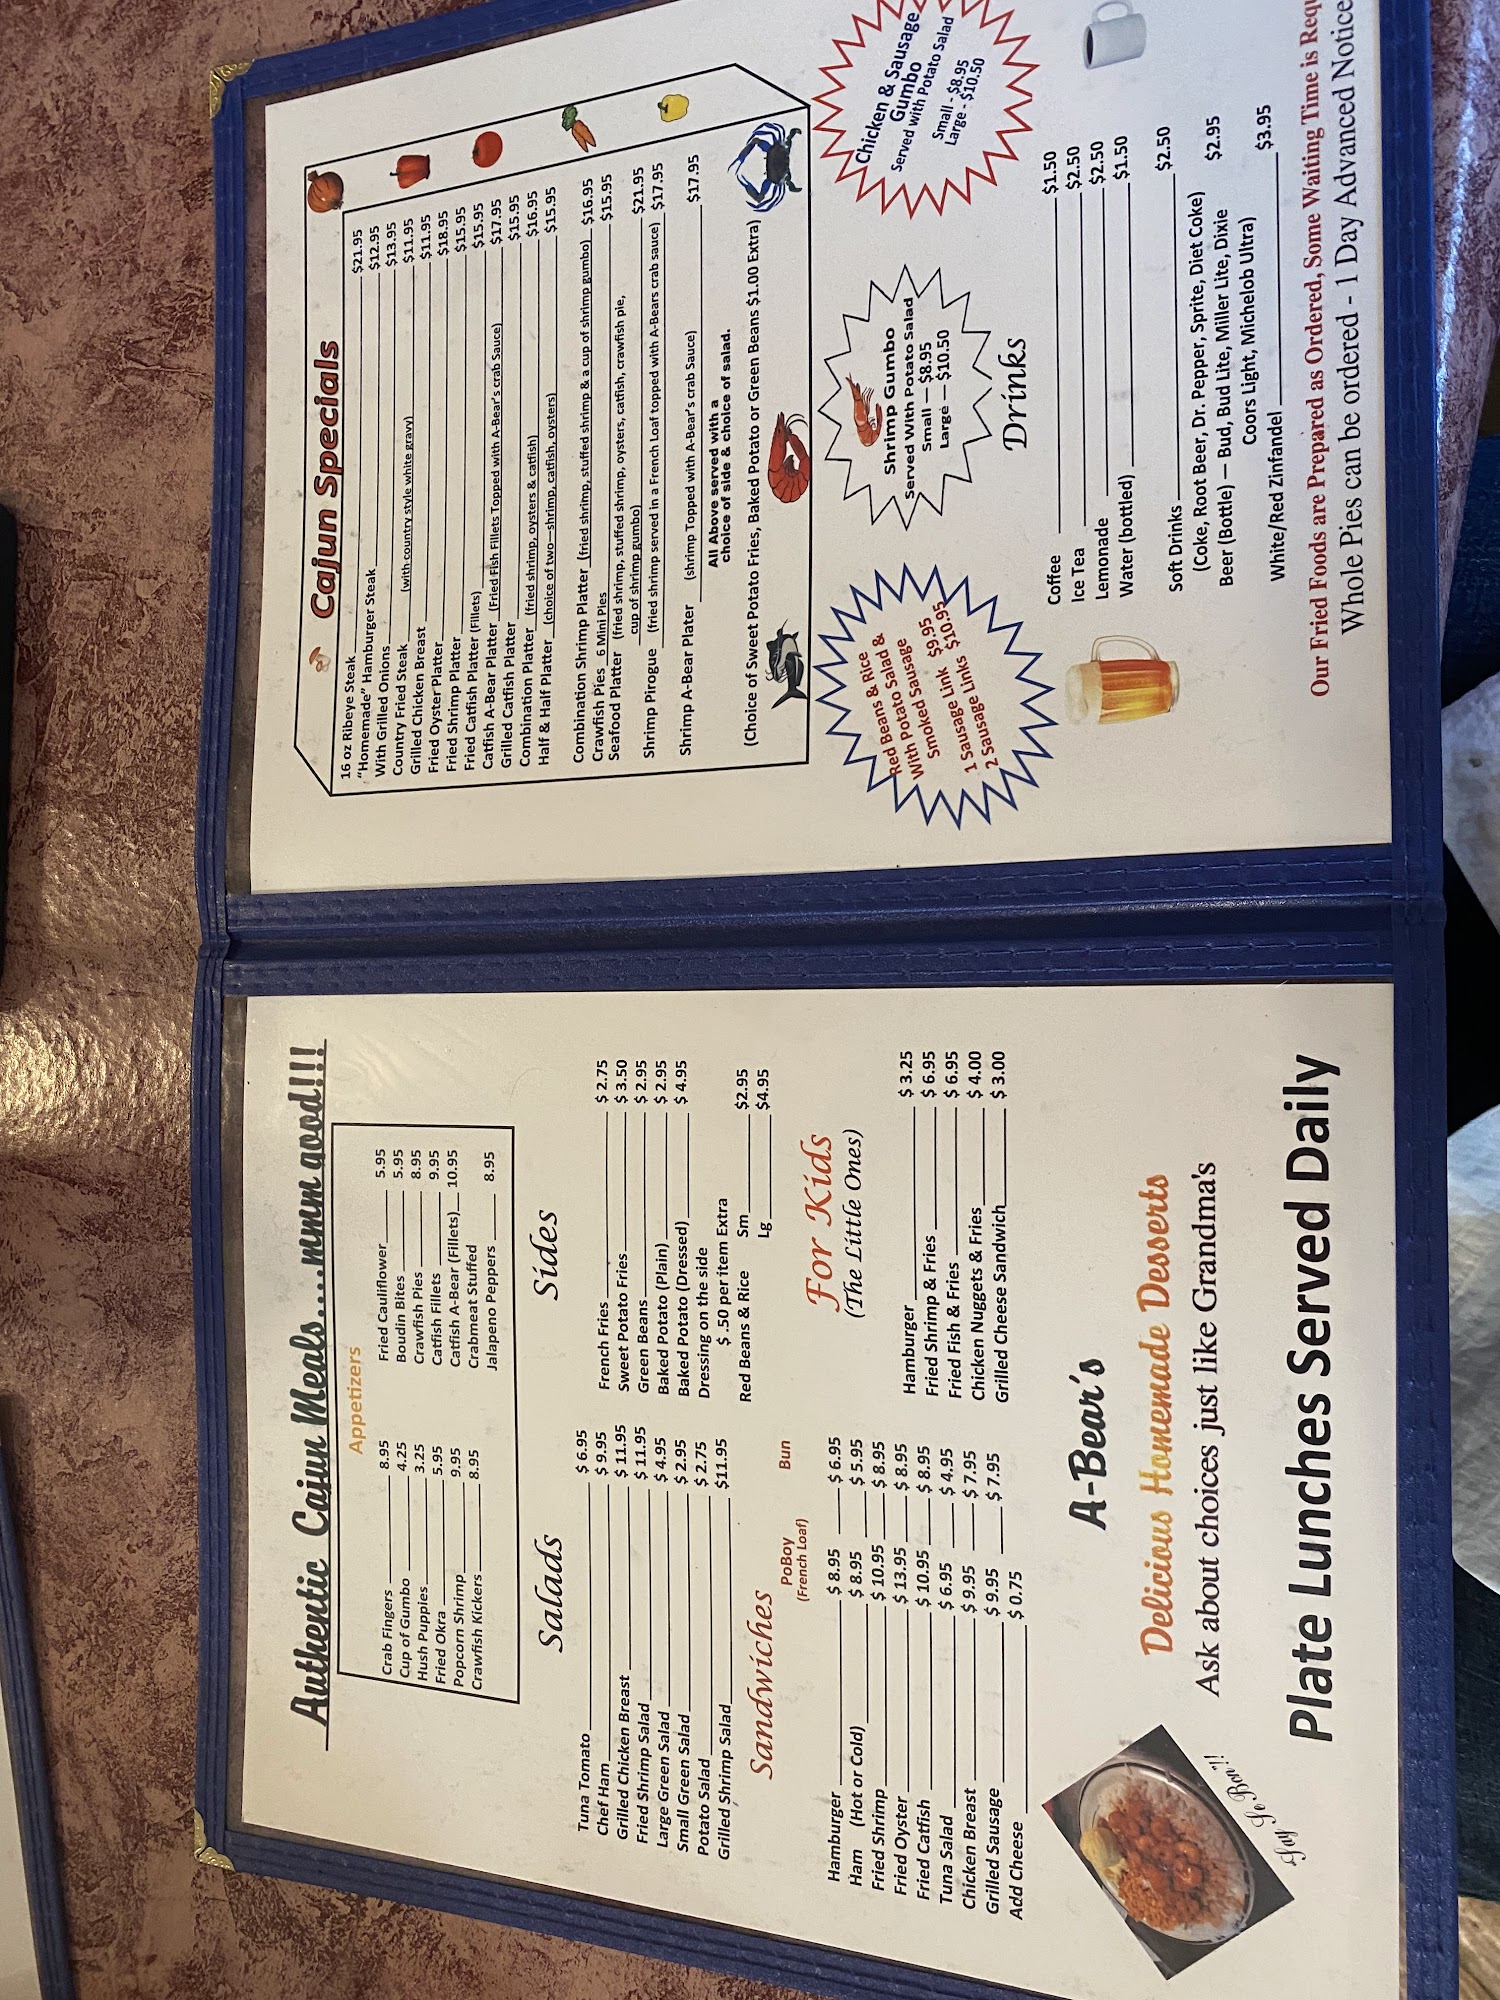 Authentic Cajun Meals....mmm good!!!
Appetizers
Crab Fingers 8.95
Cup of Gumbo 4.25
Hush Puppies 3.25
Fried Okra 5.95
Popcorn Shrimp 9.95
Crawfish Kickers 8.95
Fried Cauliflower 5.95
Boudin Bites 5.95
Crawfish Pies 8.95
Catfish Fillets 9.95
Catfish A-Bear (Fillets) 10.95
Crabmeat Stuffed
Jalapeno Peppers 8.95
Salads
Tuna Tomato $ 6.95
Chef Ham $ 9.95
Grilled Chicken Breast $ 11.95
Fried Shrimp Salad $ 11.95
Large Green Salad $ 4.95
Small Green Salad $ 2.95
Potato Salad $ 2.75
Grilled Shrimp Salad $11.95
Sides
French Fries $ 2.75
Sweet Potato Fries $ 3.50
Green Beans $ 2.95
Baked Potato (Plain) $ 2.95
Baked Potato (Dressed) $ 4.95
Dressing on the side
$ .50 per item Extra
Red Beans & Rice Sm $2.95
Lg $4.95
Sandwiches
PoBoy Bun
(French Loaf)
Hamburger $ 8.95 $ 6.95
Ham (Hot or Cold) $ 8.95 $ 5.95
Fried Shrimp $ 10.95 $ 8.95
Fried Oyster $ 13.95 $ 8.95
Fried Catfish $ 10.95 $ 8.95
Tuna Salad $ 6.95 $ 4.95
Chicken Breast $ 9.95 $ 7.95
Grilled Sausage $ 9.95 $ 7.95
Add Cheese $ 0.75
For Kids
(The Little Ones)
Hamburger $ 3.25
Fried Shrimp & Fries $ 6.95
Fried Fish & Fries $ 6.95
Chicken Nuggets & Fries $ 4.00
Grilled Cheese Sandwich $ 3.00
A-Bear's
Delicious Homemade Desserts
Ask about choices just like Grandma's
"Say So Bon"!!
Plate Lunches Served Daily
Cajun Specials
16 oz Ribeye Steak $21.95
"Homemade" Hamburger Steak $12.95
With Grilled Onions $13.95
Country Fried Steak (with country style white gravy) $11.95
Grilled Chicken Breast $11.95
Fried Oyster Platter $18.95
Fried Shrimp Platter $15.95
Fried Catfish Platter (Fillets) $15.95
Catfish A-Bear Platter (Fried Fish Fillets Topped with A-Bear's crab Sauce) $17.95
Grilled Catfish Platter $15.95
Combination Platter (fried shrimp, oysters & catfish) $16.95
Half & Half Platter (choice of two—shrimp, catfish, oysters) $15.95
Combination Shrimp Platter (fried shrimp, stuffed shrimp & a cup of shrimp gumbo) $16.95
Crawfish Pies 6 Mini Pies $15.95
Seafood Platter (fried shrimp, stuffed shrimp, oysters, catfish, crawfish pie,
cup of shrimp gumbo) $21.95
Shrimp Pirogue (fried shrimp served in a French Loaf topped with A-Bears crab sauce) $17.95
Shrimp A-Bear Plater (shrimp Topped with A-Bear's crab Sauce) $17.95
All Above served with a
choice of side & choice of salad.
(Choice of Sweet Potato Fries, Baked Potato or Green Beans $1.00 Extra)
Red Beans & Rice
With Potato Salad &
Smoked Sausage
1 Sausage Link $9.95
2 Sausage Links $10.95
Shrimp Gumbo
Served With Potato Salad
Small — $8.95
Large — $10.50
Chicken & Sausage
Gumbo
Served with Potato Salad
Small - $8.95
Large - $10.50
Drinks
Coffee $1.50
Ice Tea $2.50
Lemonade $2.50
Water (bottled) $1.50
Soft Drinks $2.50
(Coke, Root Beer, Dr. Pepper, Sprite, Diet Coke)
Beer (Bottle) — Bud, Bud Lite, Miller Lite, Dixie $2.95
Coors Light, Michelob Ultra)
White/Red Zinfandel $3.95
Our Fried Foods are Prepared as Ordered, Some Waiting Time is
Whole Pies can be ordered - 1 Day Advanced Notice